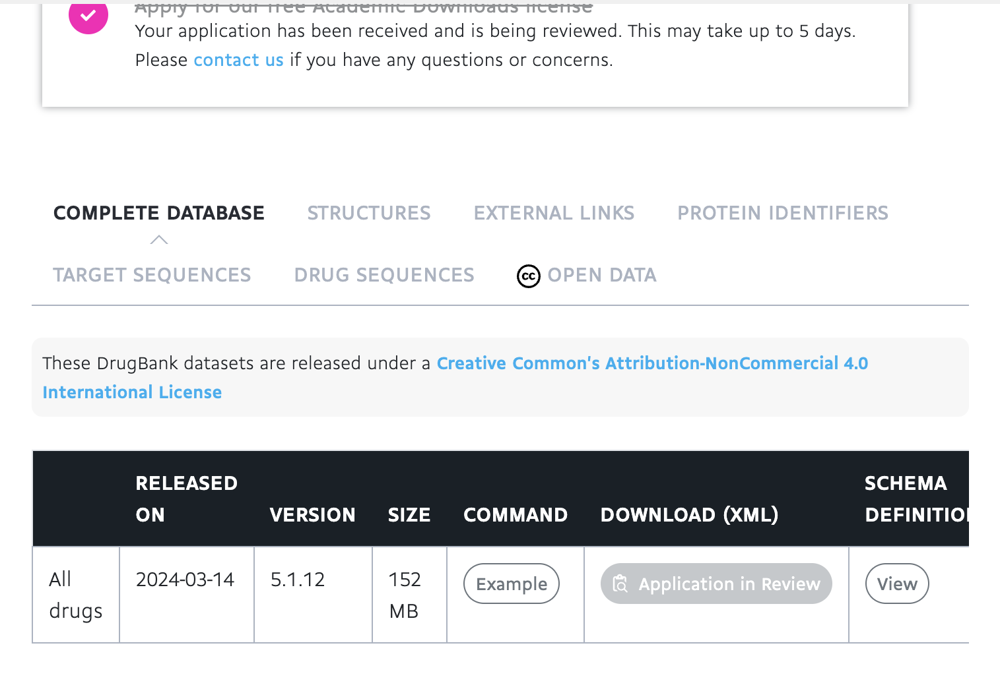 Apply for our free Academic Downloads license
Your application has been received and is being reviewed. This may take up to 5 days.
Please contact us if you have any questions or concerns.
COMPLETE DATABASE STRUCTURES EXTERNAL LINKS PROTEIN IDENTIFIERS
TARGET SEQUENCES DRUG SEQUENCES cc OPEN DATA
These DrugBank datasets are released under a Creative Common's Attribution-NonCommercial 4.0
International License
RELEASED ON VERSION SIZE COMMAND DOWNLOAD (XML) SCHEMA DEFINITION
All drugs 2024-03-14 5.1.12 152 MB Example Application in Review View